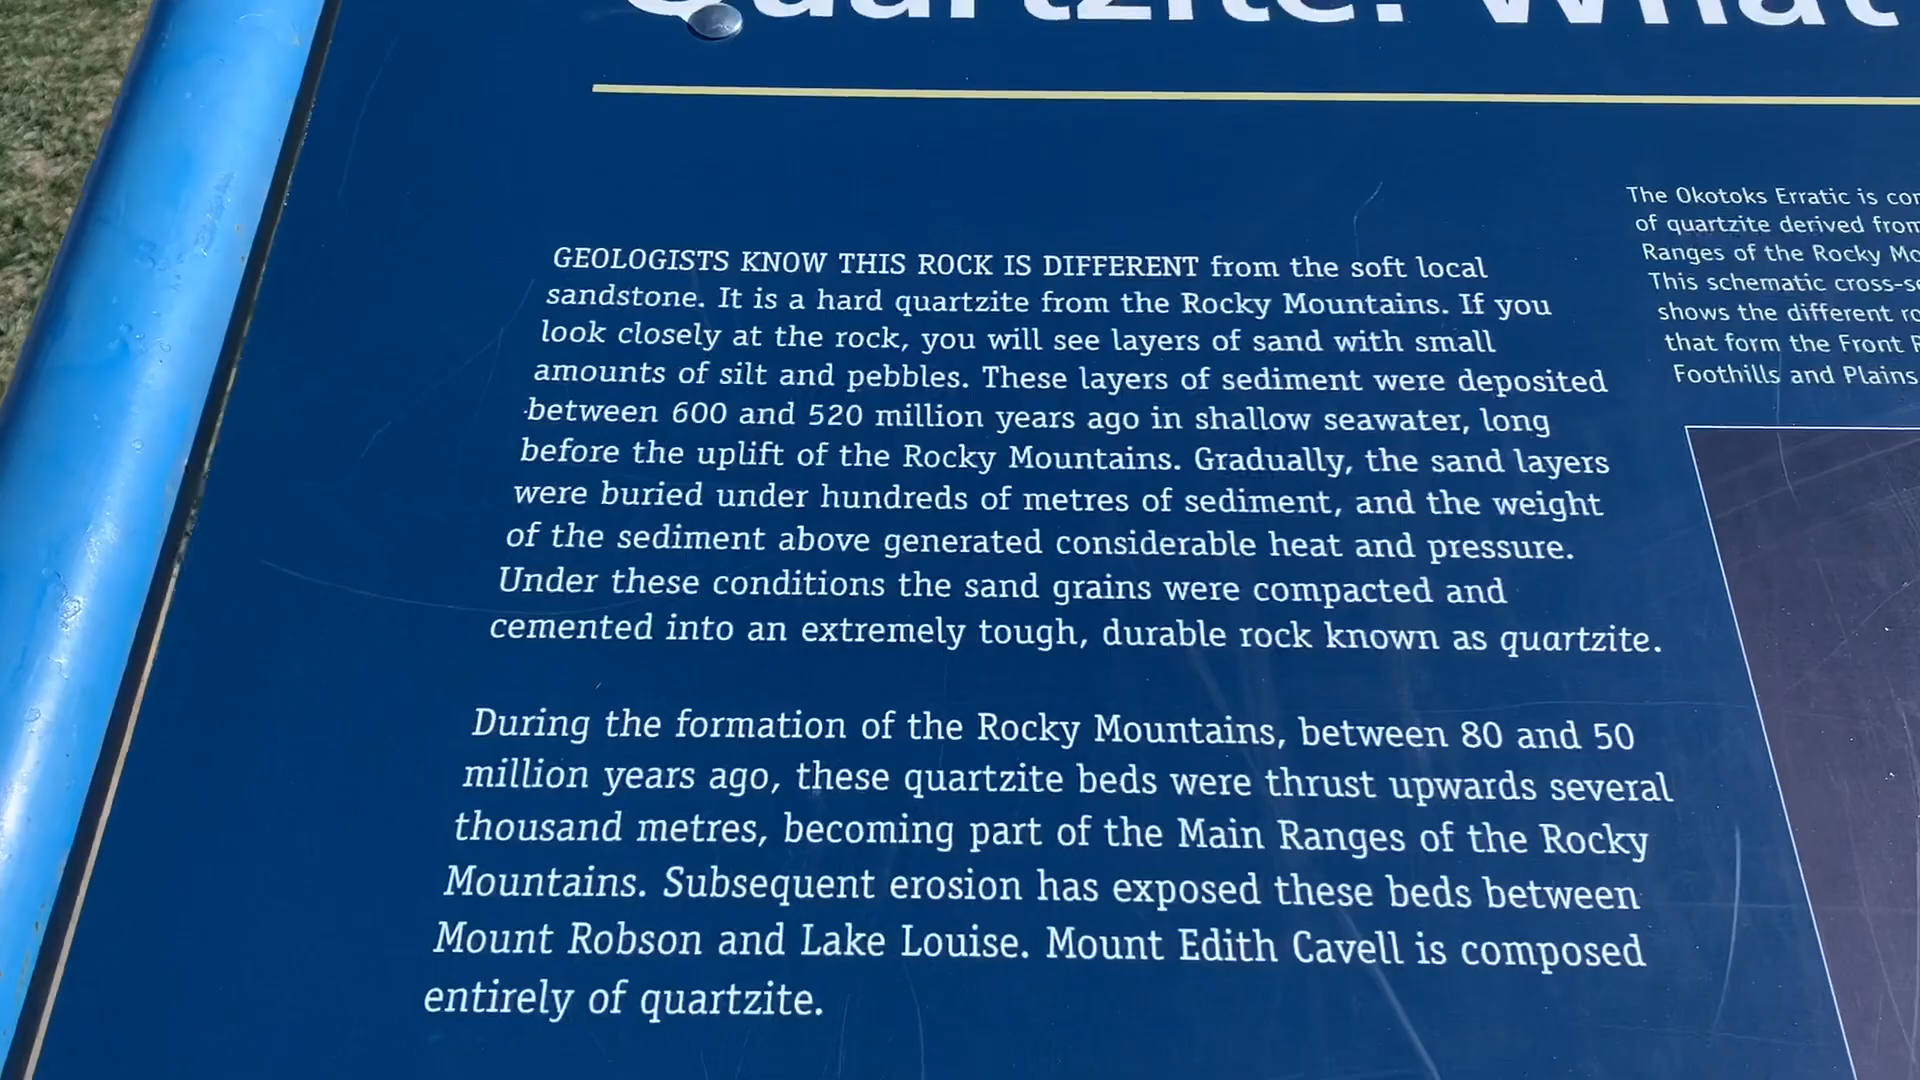 Quartzite: What
GEOLOGISTS KNOW THIS ROCK IS DIFFERENT from the soft local
sandstone. It is a hard quartzite from the Rocky Mountains. If you
look closely at the rock, you will see layers of sand with small
amounts of silt and pebbles. These layers of sediment were deposited
between 600 and 520 million years ago in shallow seawater, long
before the uplift of the Rocky Mountains. Gradually, the sand layers
were buried under hundreds of metres of sediment, and the weight
of the sediment above generated considerable heat and pressure.
Under these conditions the sand grains were compacted and
cemented into an extremely tough, durable rock known as quartzite.
During the formation of the Rocky Mountains, between 80 and 50
million years ago, these quartzite beds were thrust upwards several
thousand metres, becoming part of the Main Ranges of the Rocky
Mountains. Subsequent erosion has exposed these beds between
Mount Robson and Lake Louise. Mount Edith Cavell is composed
entirely of quartzite.
The Okotoks Erratic is
of quartzite derived from
Ranges of the Rocky
This schematic
shows the different
that form the Front
Foothills and Plains